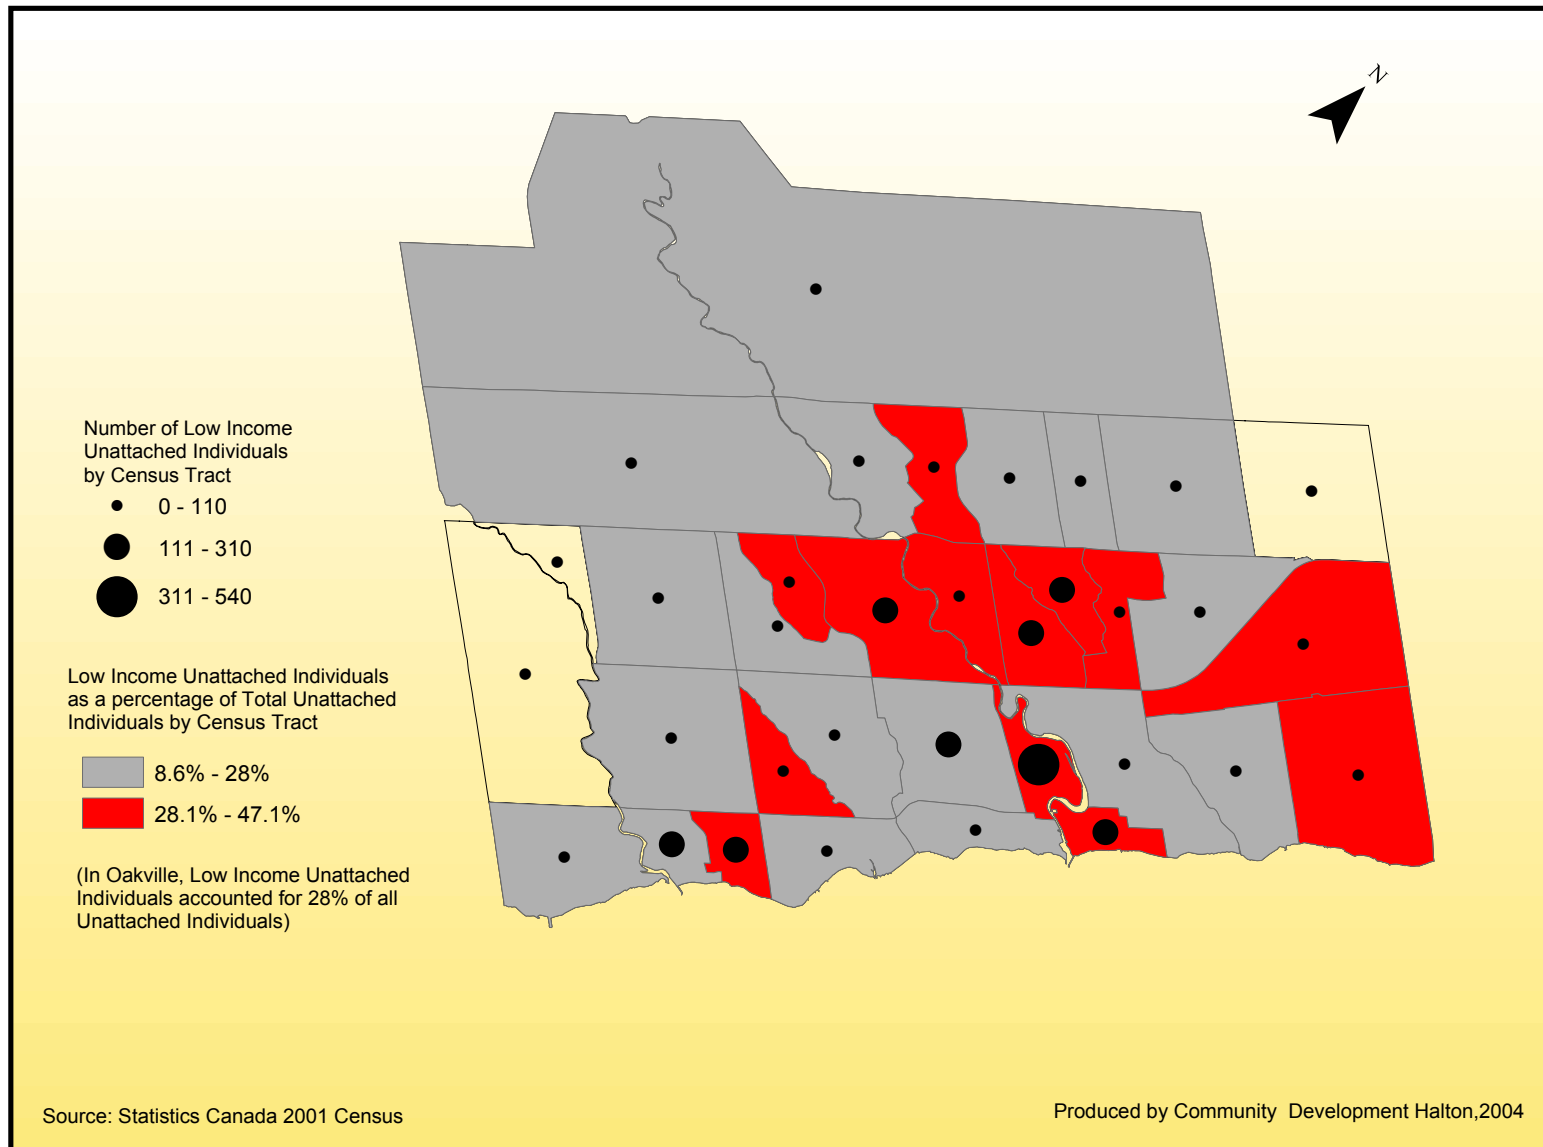 N
Number of Low Income
Unattached Individuals
by Census Tract
0 - 110
111 - 310
311 - 540
Low Income Unattached Individuals
as a percentage of Total Unattached
Individuals by Census Tract
8.6% - 28%
28.1% - 47.1%
(In Oakville, Low Income Unattached
Individuals accounted for 28% of all
Unattached Individuals)
Source: Statistics Canada 2001 Census
Produced by Community Development Halton,2004